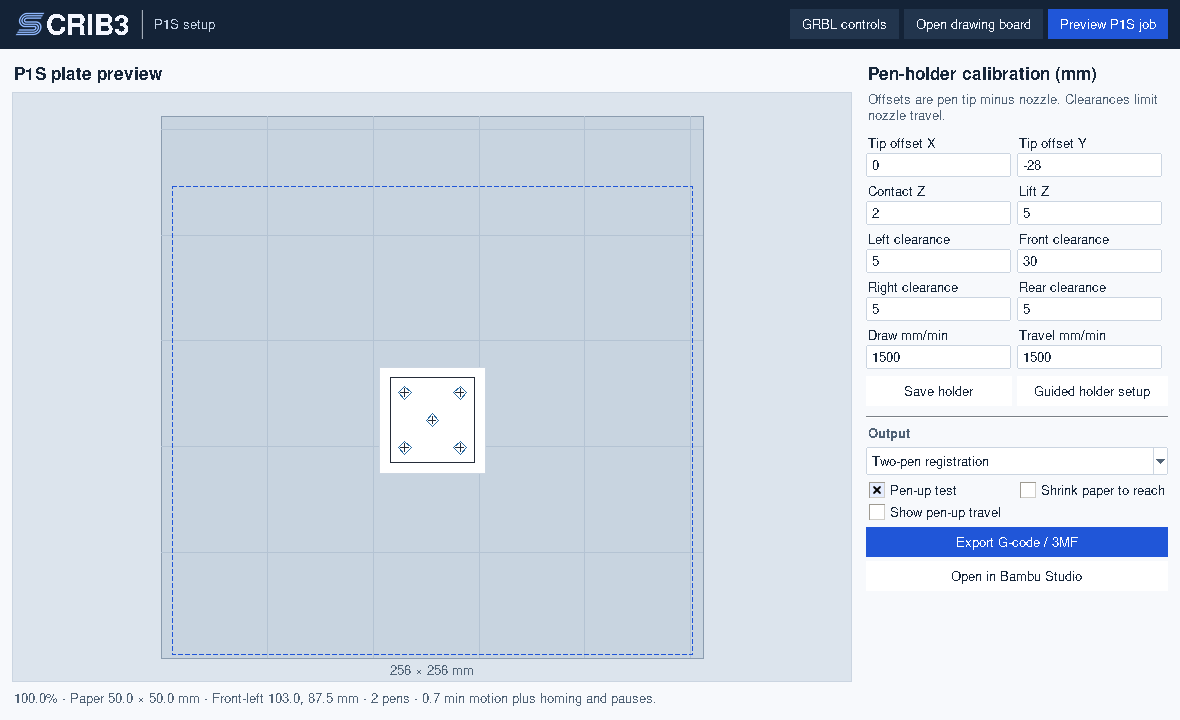 CRIB3
P1S setup
GRBL controls
Open drawing board
Preview P1S job
P1S plate preview
256 × 256 mm
100.0% - Paper 50.0 × 50.0 mm - Front-left 103.0, 87.5 mm - 2 pens - 0.7 min motion plus homing and pauses.
Pen-holder calibration (mm)
Offsets are pen tip minus nozzle. Clearances limit
nozzle travel.
Tip offset X
Tip offset Y
0
-28
Contact Z
Lift Z
2
5
Left clearance
Front clearance
5
30
Right clearance
Rear clearance
5
5
Draw mm/min
Travel mm/min
1500
1500
Save holder
Guided holder setup
Output
Two-pen registration
Pen-up test
Shrink paper to reach
Show pen-up travel
Export G-code / 3MF
Open in Bambu Studio